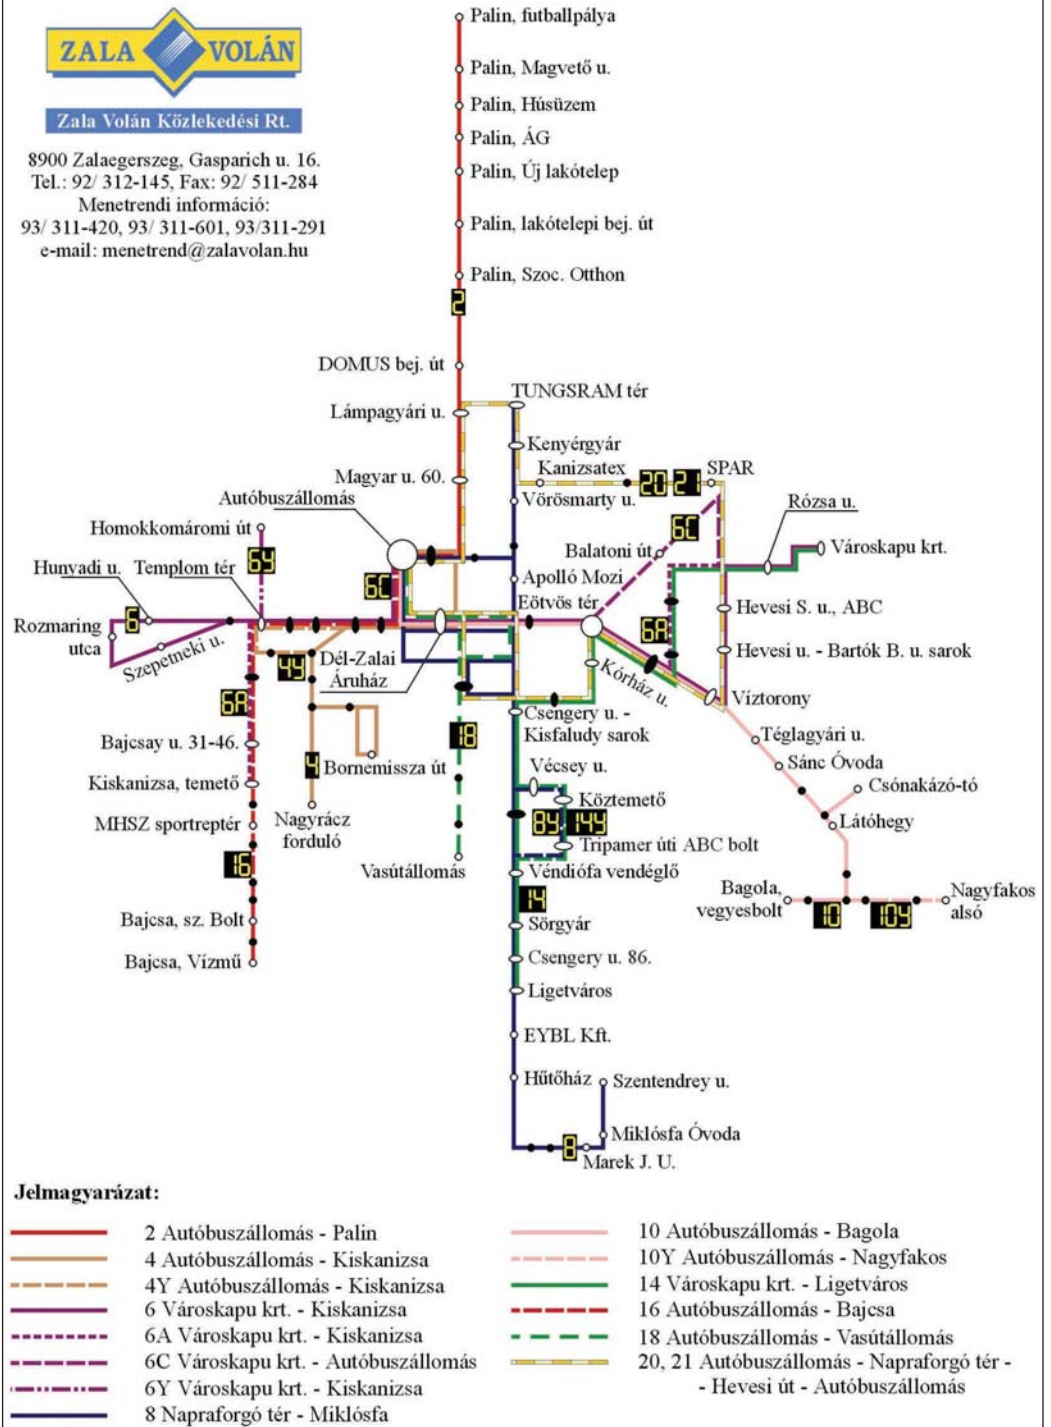 ZALA VOLÁN
Zala Volán Közlekedési Rt.
8900 Zalaegerszeg, Gasparich u. 16.
Tel.: 92/ 312-145, Fax: 92/ 511-284
Menetrendi információ:
93/ 311-420, 93/ 311-601, 93/311-291
e-mail: menetrend@zalavolan.hu
Palin, futballpálya
Palin, Magvető u.
Palin, Húsüzem
Palin, ÁG
Palin, Új lakótelep
Palin, lakótelepi bej. út
Palin, Szoc. Otthon
2
DOMUS bej. út
TUNGSRAM tér
Lámpagyári u.
Kenyérgyár
Kanizsatex
20
21
SPAR
Magyar u. 60.
Autóbuszállomás
Vörösmarty u.
Rózsa u.
Homokkomáromi út
6C
Balatoni út
Városkapu krt.
6Y
Hunyadi u.
Templom tér
6C
Apolló Mozi
Eötvös tér
Hevesi S. u., ABC
6
Rozmaring
utca
Szepetneki u.
6A
Hevesi u. - Bartók B. u. sarok
4Y
Dél-Zalai
Áruház
Kórház u.
Víztorony
6A
Csengery u. -
Kisfaludy sarok
Téglagyári u.
18
Bajcsay u. 31-46.
Sánc Óvoda
4
Bornemissza út
Vécsey u.
Csónakázó-tó
Kiskanizsa, temető
Köztemető
Nagyrácz
forduló
8Y
14Y
Látóhegy
MHSZ sportreptér
Tripamer úti ABC bolt
16
Vasútállomás
Véndiófa vendéglő
14
Bagola,
vegyesbolt
10
10Y
Nagyfakos
alsó
Bajcsa, sz. Bolt
Sörgyár
Bajcsa, Vízmű
Csengery u. 86.
Ligetváros
EYBL Kft.
Hűtőház
Szentendrey u.
Miklósfa Óvoda
8
Marek J. U.
Jelmagyarázat:
2 Autóbuszállomás - Palin
4 Autóbuszállomás - Kiskanizsa
4Y Autóbuszállomás - Kiskanizsa
6 Városkapu krt. - Kiskanizsa
6A Városkapu krt. - Kiskanizsa
6C Városkapu krt. - Autóbuszállomás
6Y Városkapu krt. - Kiskanizsa
8 Napraforgó tér - Miklósfa
10 Autóbuszállomás - Bagola
10Y Autóbuszállomás - Nagyfakos
14 Városkapu krt. - Ligetváros
16 Autóbuszállomás - Bajcsa
18 Autóbuszállomás - Vasútállomás
20, 21 Autóbuszállomás - Napraforgó tér -
- Hevesi út - Autóbuszállomás